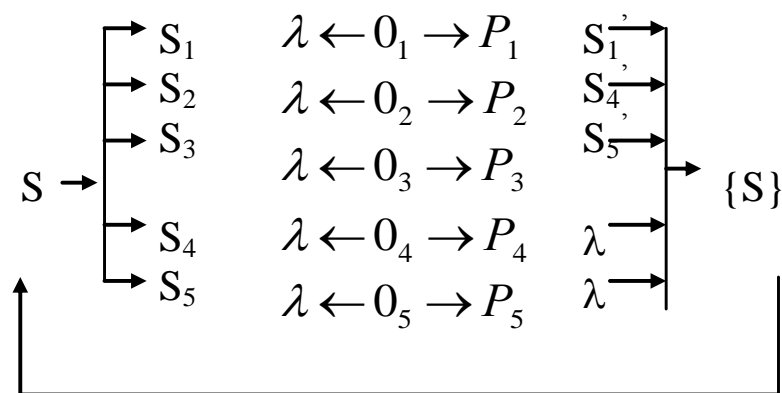 S₁ λ ← 0₁ → P₁ S₁’
S₂ λ ← 0₂ → P₂ S₄’
S₃ λ ← 0₃ → P₃ S₅’
S {S}
S₄ λ ← 0₄ → P₄ λ
S₅ λ ← 0₅ → P₅ λ